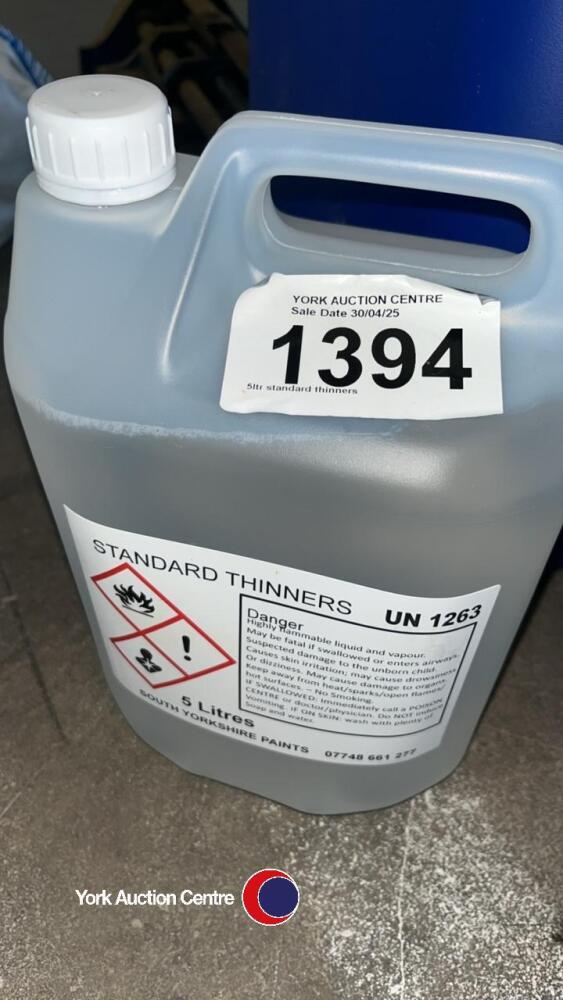 YORK AUCTION CENTRE
Sale Date 30/04/25
1394
5ltr standard thinners
STANDARD THINNERS
UN 1263
Danger
Highly flammable liquid and vapour.
May be fatal if swallowed or enters airways.
Suspected damage to the unborn child.
Causes skin irritation; may cause drowsiness
Or dizziness. May cause damage to organs;
Keep away from heat/sparks/open flames/
hot surfaces. – No Smoking.
If SWALLOWED: immediately call a POISON
CENTRE or doctor/physician. Do NOT induce
vomiting. IF ON SKIN: wash with plenty of
Soap and water.
5 Litres
SOUTH YORKSHIRE PAINTS 07748 661 277
York Auction Centre